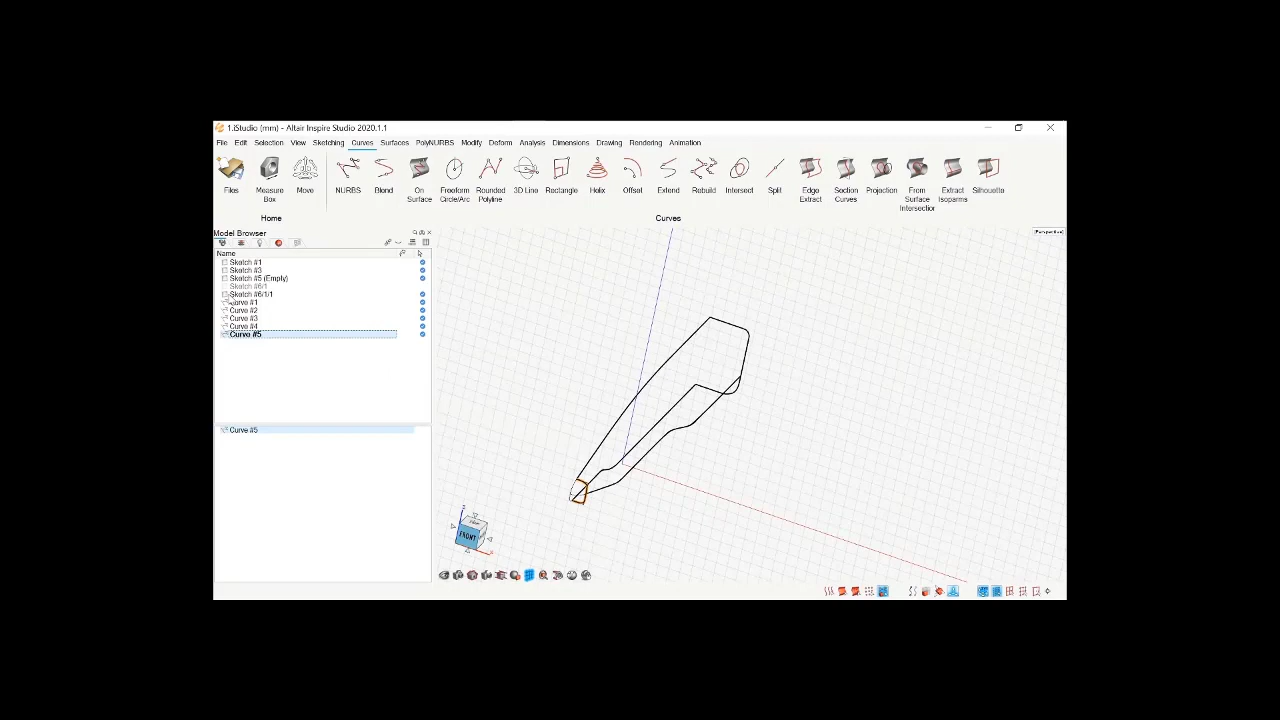 1.iStudio (mm) - Altair Inspire Studio 2020.1.1
File Edit Selection View Sketching Curves Surfaces PolyNURBS Modify Deform Analysis Dimensions Drawing Rendering Animation
Files Measure Box Move NURBS Blend On Surface Freeform Circle/Arc Rounded Polyline 3D Line Rectangle Helix Offset Extend Rebuild Intersect Split Edge Extract Section Curves Projection From Surface Intersection Extract Isoparms Silhouette
Home Curves
Model Browser
[Perspective]
Name
Sketch #1
Sketch #3
Sketch #5 (Empty)
Sketch #6/1
Sketch #6/1/1
Curve #1
Curve #2
Curve #3
Curve #4
Curve #5
Curve #5
FRONT